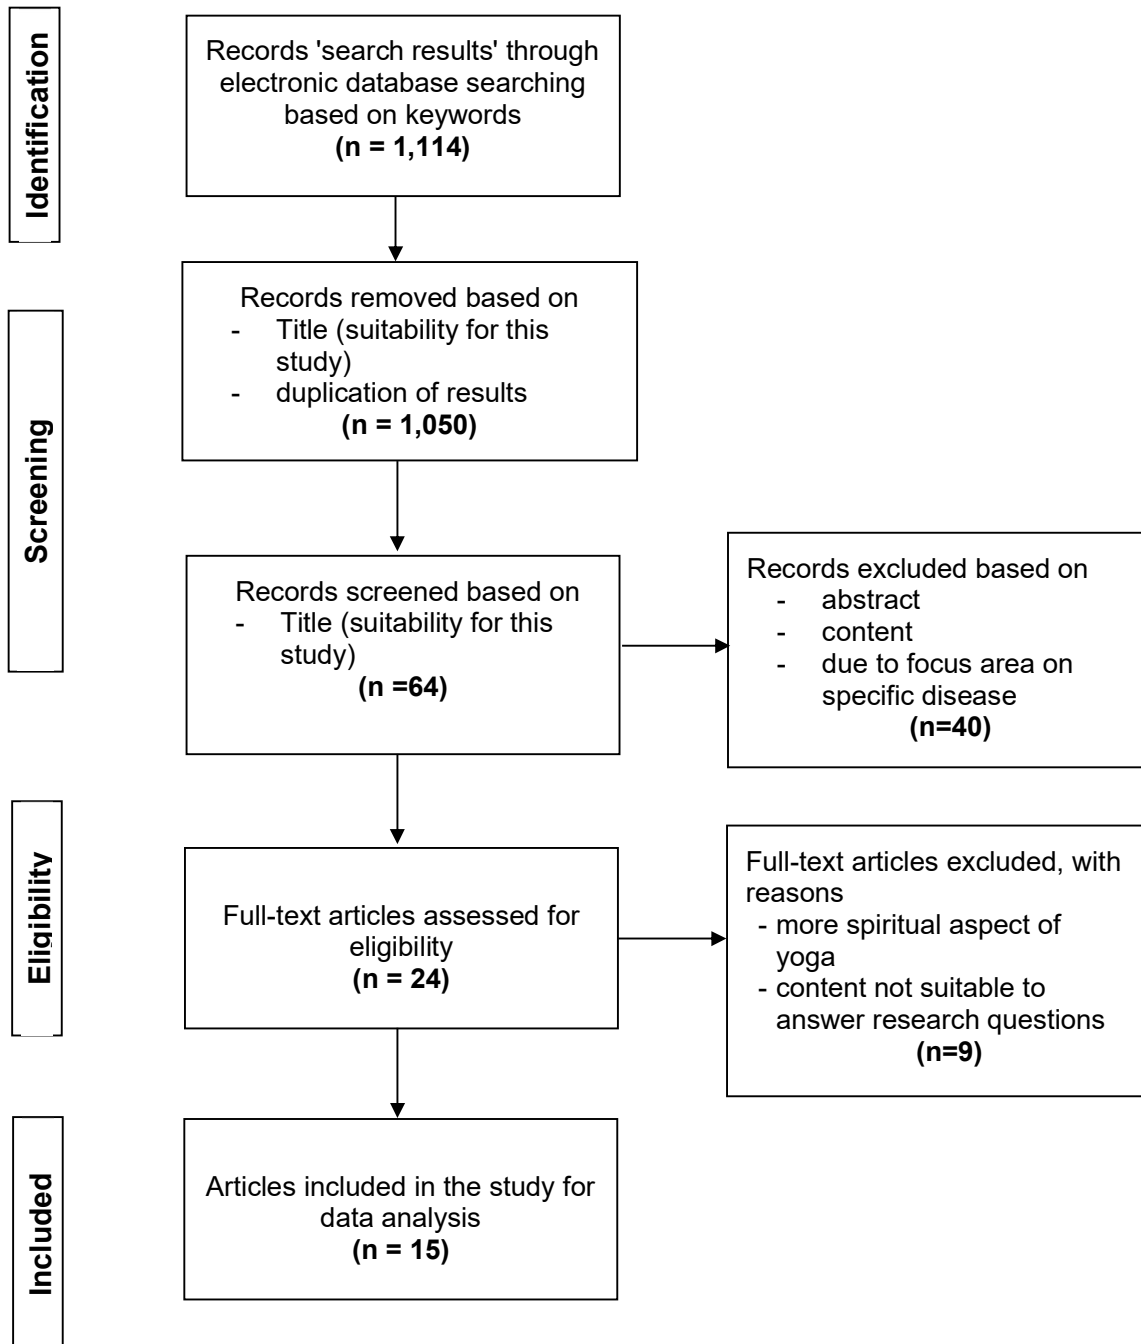 Identification
Records 'search results' through
electronic database searching
based on keywords
(n = 1,114)
Screening
Records removed based on
- Title (suitability for this
study)
- duplication of results
(n = 1,050)
Records screened based on
- Title (suitability for this
study)
(n =64)
Records excluded based on
- abstract
- content
- due to focus area on
specific disease
(n=40)
Eligibility
Full-text articles assessed for
eligibility
(n = 24)
Full-text articles excluded, with
reasons
- more spiritual aspect of
yoga
- content not suitable to
answer research questions
(n=9)
Included
Articles included in the study for
data analysis
(n = 15)